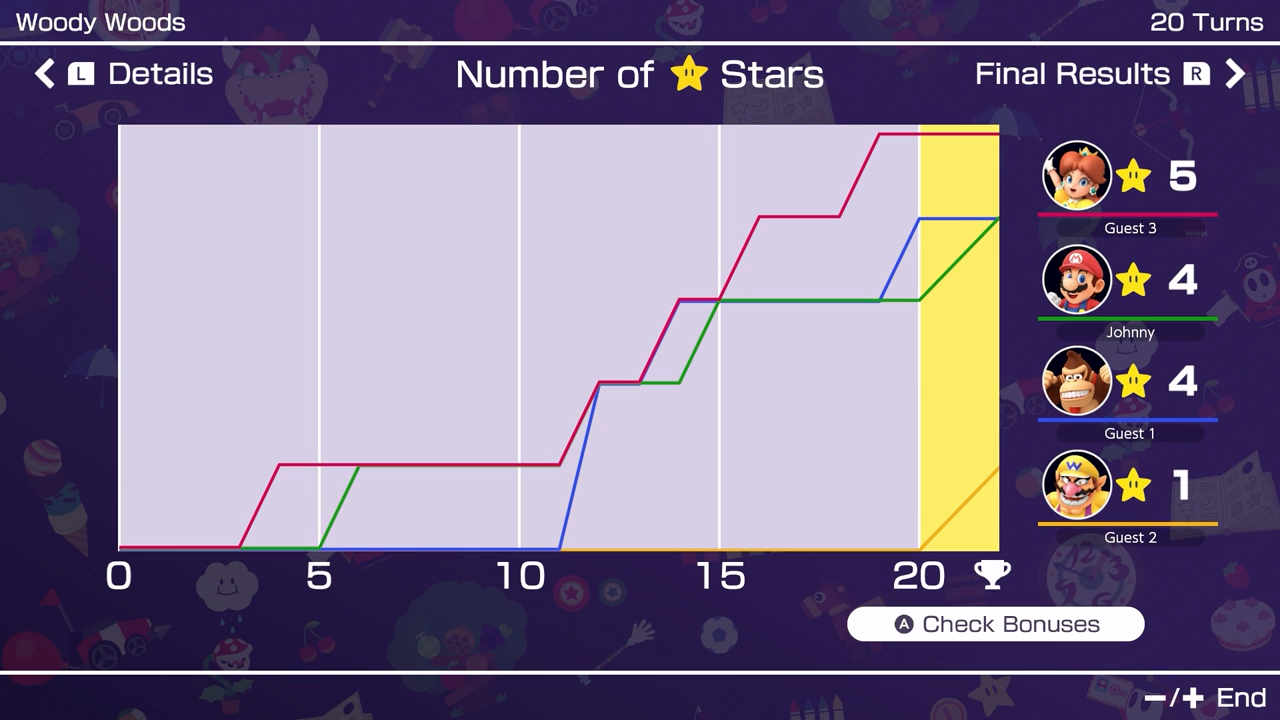 Woody Woods
20 Turns
L Details
Number of Stars
Final Results R
5
Guest 3
4
Johnny
4
Guest 1
1
Guest 2
0 5 10 15 20
A Check Bonuses
−/+ End